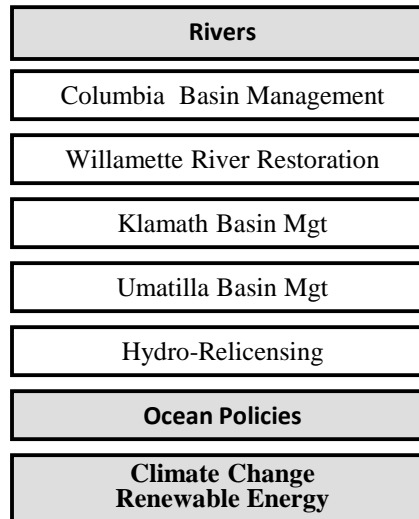 Rivers
Columbia Basin Management
Willamette River Restoration
Klamath Basin Mgt
Umatilla Basin Mgt
Hydro-Relicensing
Ocean Policies
Climate Change
Renewable Energy